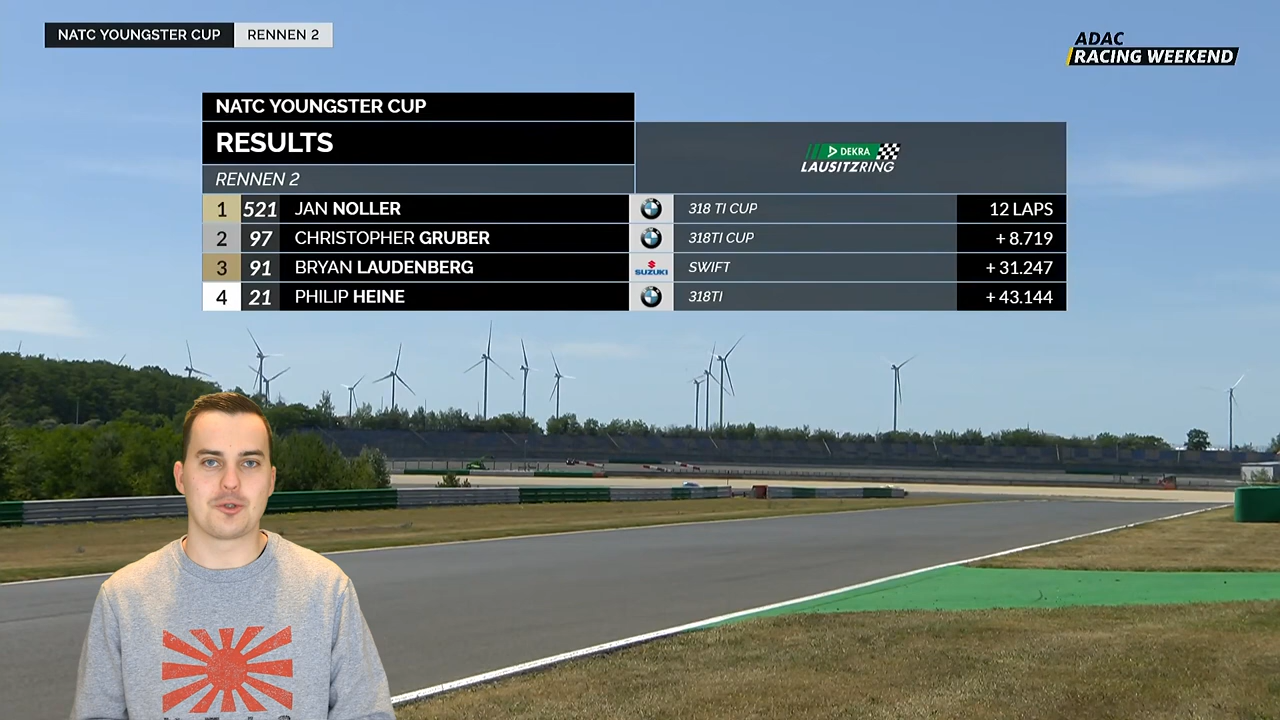 NATC YOUNGSTER CUP RENNEN 2
ADAC
RACING WEEKEND
NATC YOUNGSTER CUP
RESULTS
DEKRA
LAUSITZRING
RENNEN 2
1 521 JAN NOLLER 318 TI CUP 12 LAPS
2 97 CHRISTOPHER GRUBER 318TI CUP + 8.719
3 91 BRYAN LAUDENBERG SUZUKI SWIFT + 31.247
4 21 PHILIP HEINE 318TI + 43.144